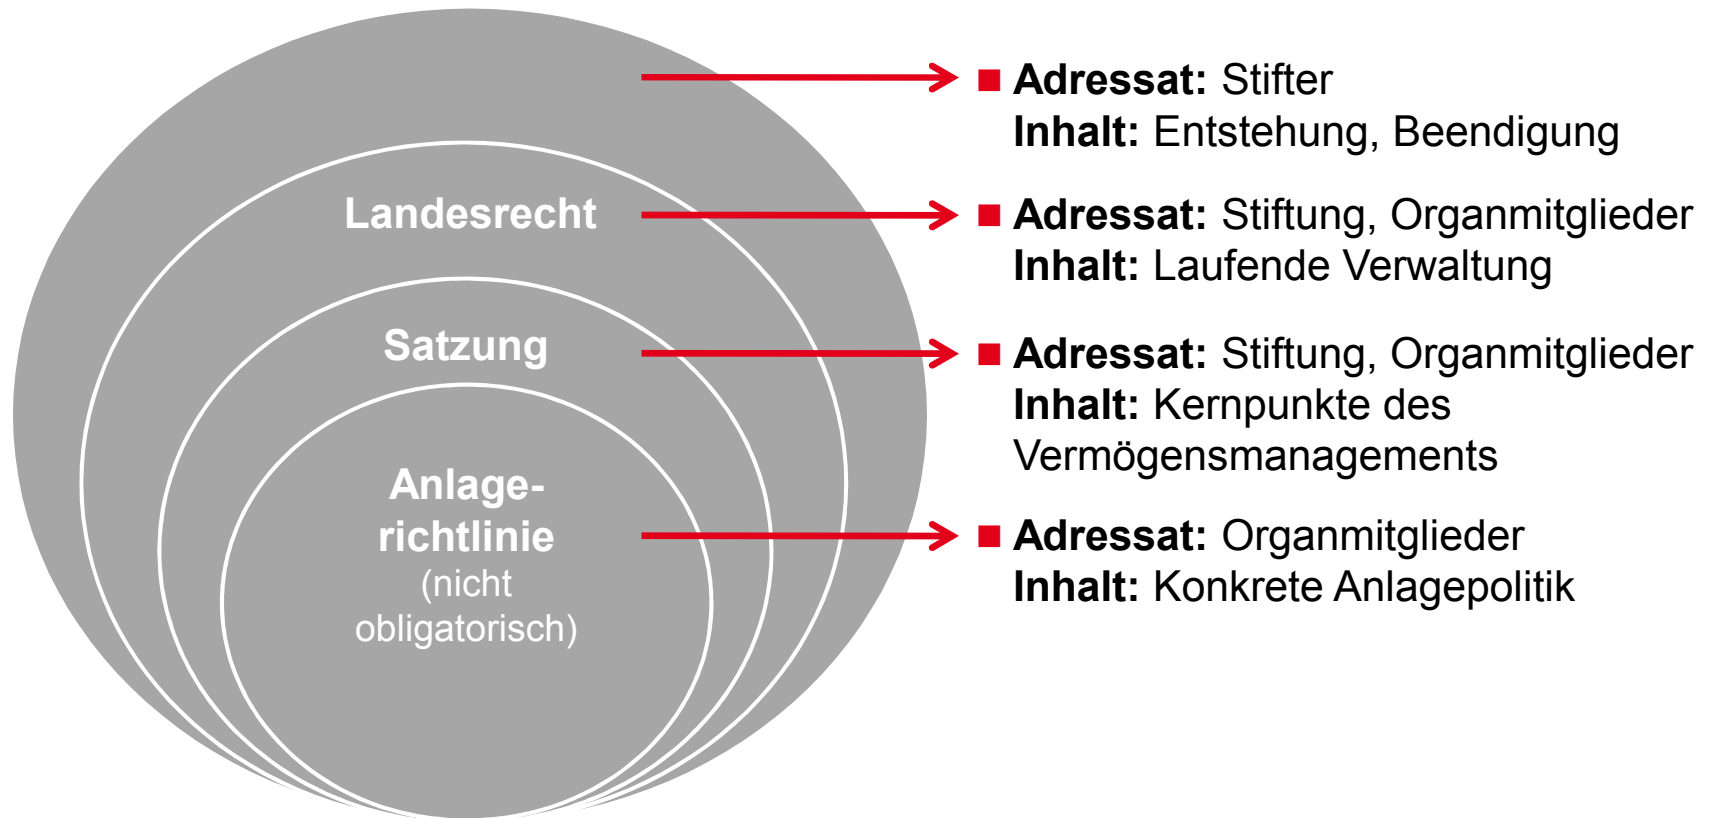 Adressat: Stifter
Inhalt: Entstehung, Beendigung
Landesrecht
Adressat: Stiftung, Organmitglieder
Inhalt: Laufende Verwaltung
Satzung
Adressat: Stiftung, Organmitglieder
Inhalt: Kernpunkte des
Vermögensmanagements
Anlage-
richtlinie
(nicht
obligatorisch)
Adressat: Organmitglieder
Inhalt: Konkrete Anlagepolitik